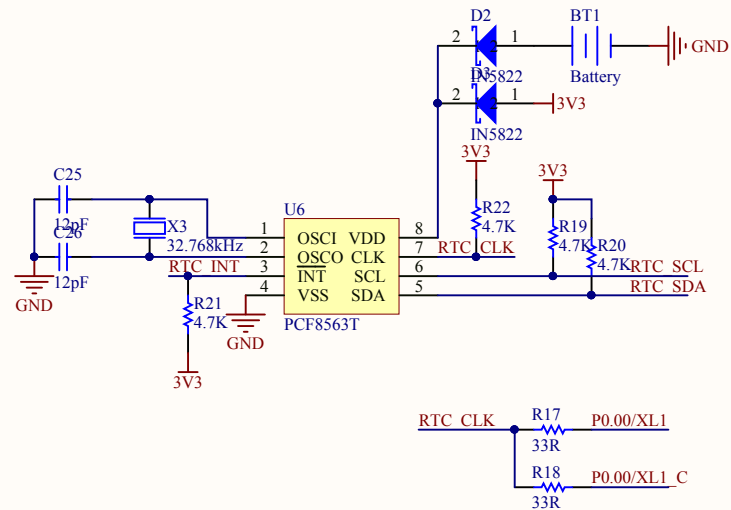 D2
BT1
2
1
GND
D3
IN5822
Battery
2
1
3V3
IN5822
3V3
3V3
C25
R22
4.7K
12pF
X3
32.768kHz
C26
12pF
GND
U6
R19
4.7K
R20
4.7K
1
OSCI
VDD
8
2
OSCO
CLK
7
RTC_CLK
RTC_INT
3
INT
SCL
6
RTC_SCL
4
VSS
SDA
5
RTC_SDA
R21
4.7K
GND
PCF8563T
3V3
RTC_CLK
R17
P0.00/XL1
33R
R18
P0.00/XL1_C
33R